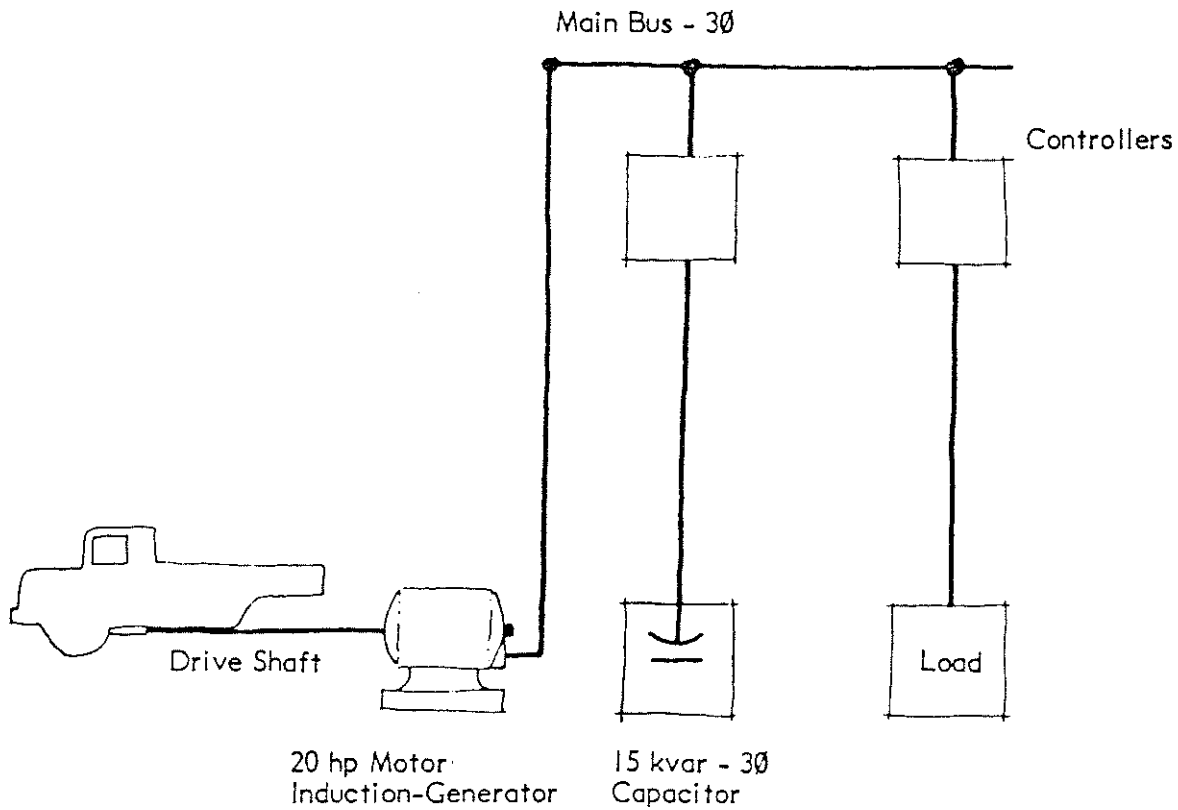 Main Bus - 3Ø
Controllers
Drive Shaft
Load
20 hp Motor
Induction-Generator
15 kvar - 3Ø
Capacitor